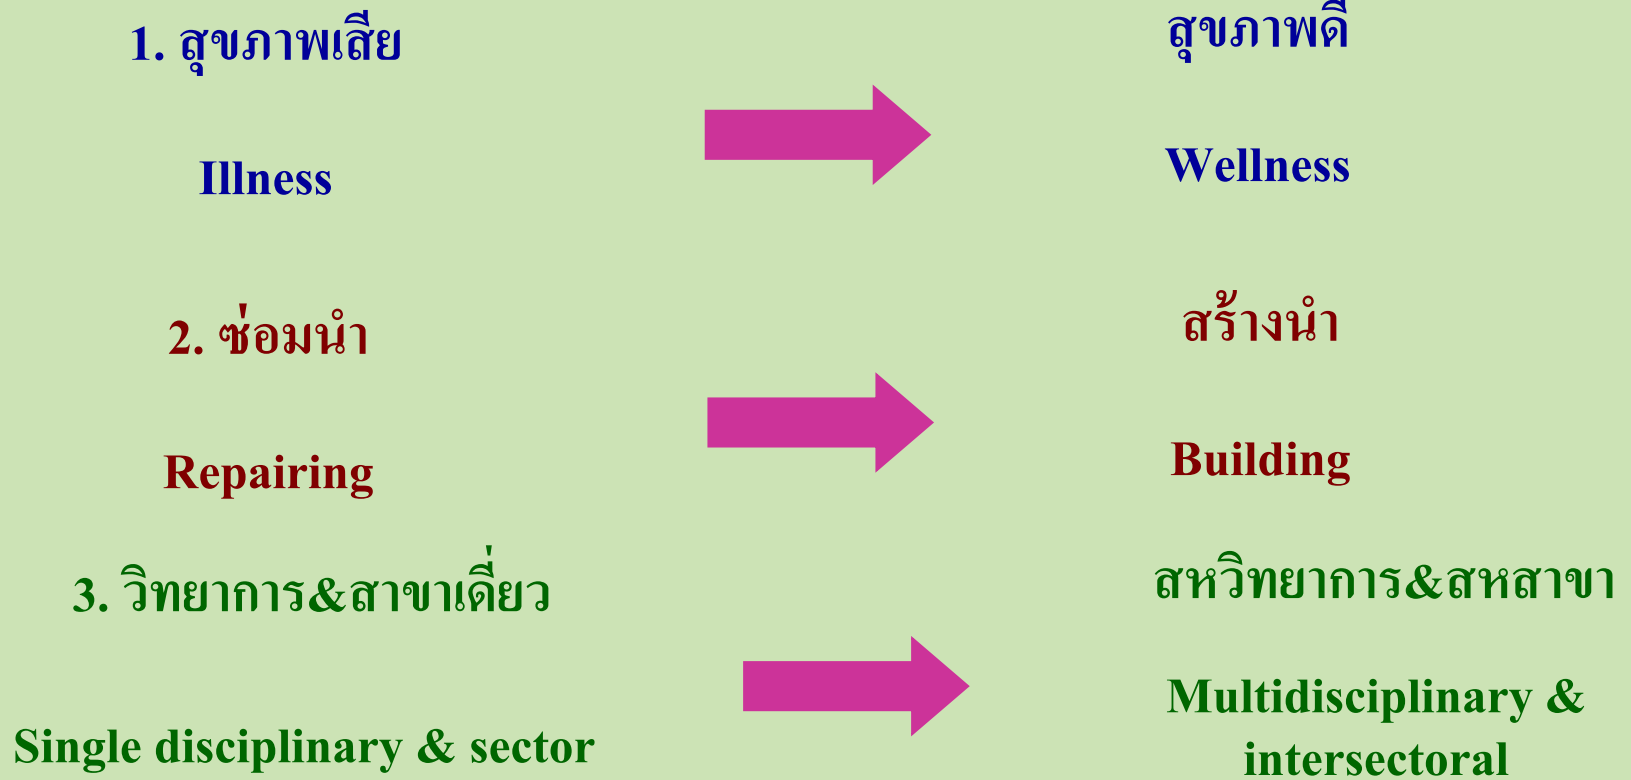 1. สุขภาพเสีย
สุขภาพดี
Illness
Wellness
2. ซ่อมนำ
สร้างนำ
Repairing
Building
3. วิทยาการ&สาขาเดี่ยว
สหวิทยาการ&สหสาขา
Single disciplinary & sector
Multidisciplinary &
intersectoral